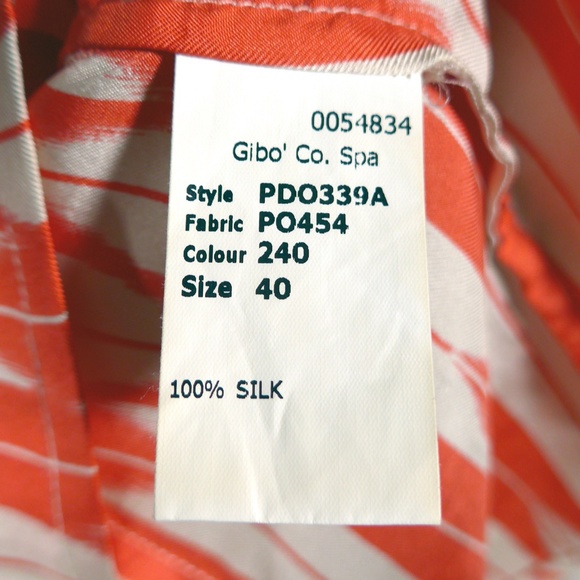 0054834
Gibo' Co. Spa
Style PDO339A
Fabric PO454
Colour 240
Size 40
100% SILK